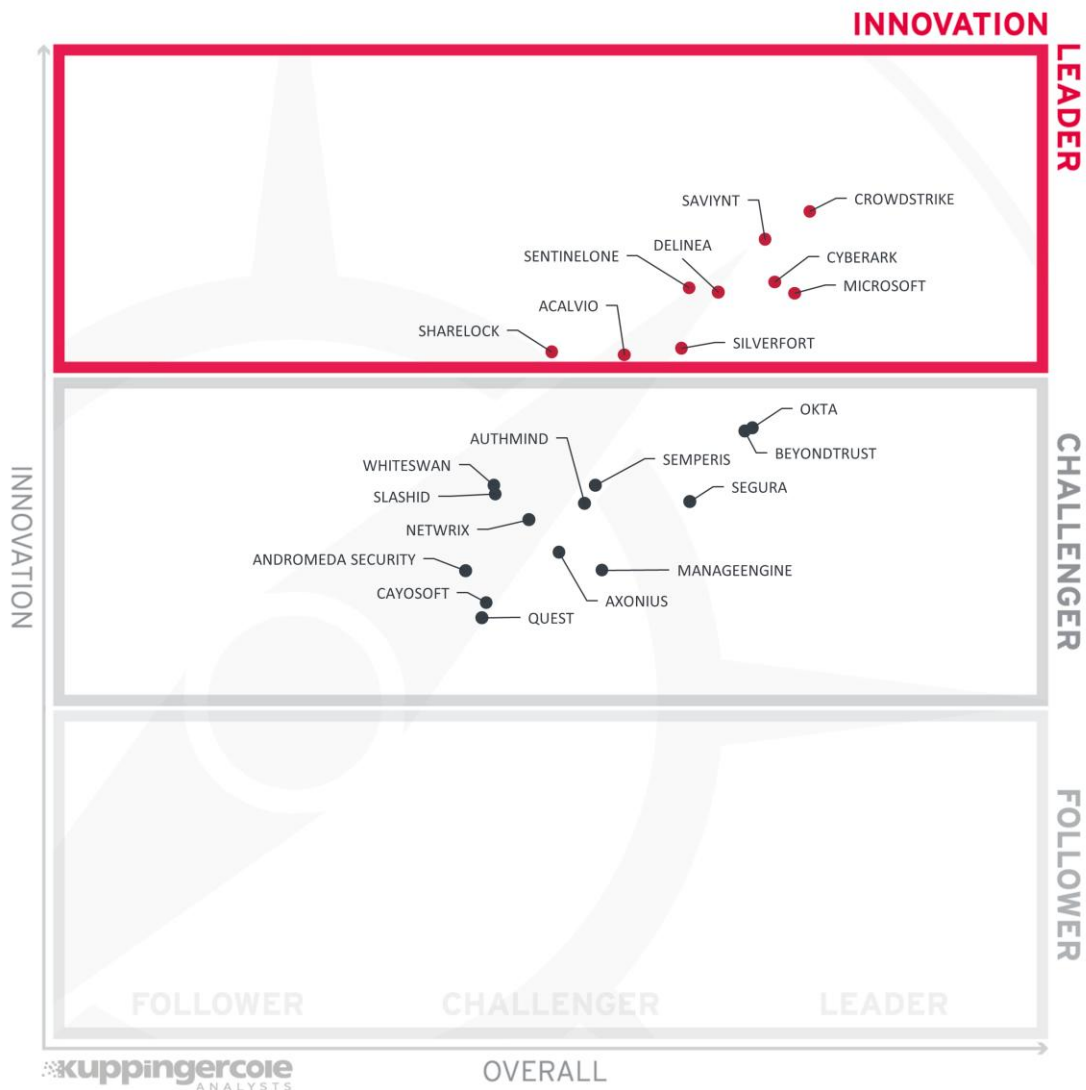 INNOVATION
LEADER
SAVIYNT
CROWDSTRIKE
DELINEA
SENTINELONE
CYBERARK
MICROSOFT
ACALVIO
SHARELOCK
SILVERFORT
OKTA
AUTHMIND
BEYONDTRUST
WHITESWAN
SEMPERIS
SLASHID
SEGURA
NETWRIX
ANDROMEDA SECURITY
MANAGEENGINE
CAYOSOFT
AXONIUS
QUEST
CHALLENGER
INNOVATION
FOLLOWER
FOLLOWER
CHALLENGER
LEADER
kuppingercole
ANALYSTS
OVERALL